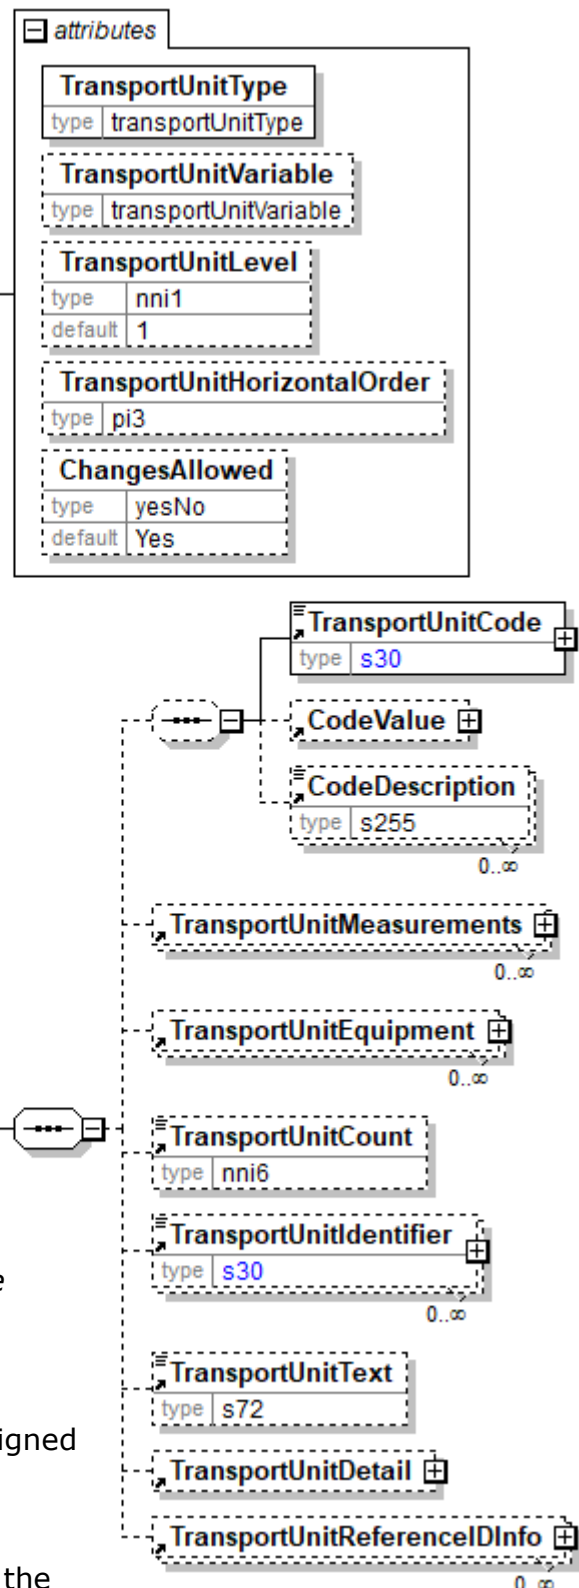 attributes
TransportUnitType
type transportUnitType
TransportUnitVariable
type transportUnitVariable
TransportUnitLevel
type nni1
default 1
TransportUnitHorizontalOrder
type pi3
ChangesAllowed
type yesNo
default Yes
TransportUnitCode
type s30
CodeValue
CodeDescription
type s255
0..∞
TransportUnitMeasurements
0..∞
TransportUnitEquipment
0..∞
TransportUnitCount
type nni6
TransportUnitIdentifier
type s30
e
0..∞
TransportUnitText
type s72
igned
TransportUnitDetail
TransportUnitReferenceIDInfo
the
0..∞